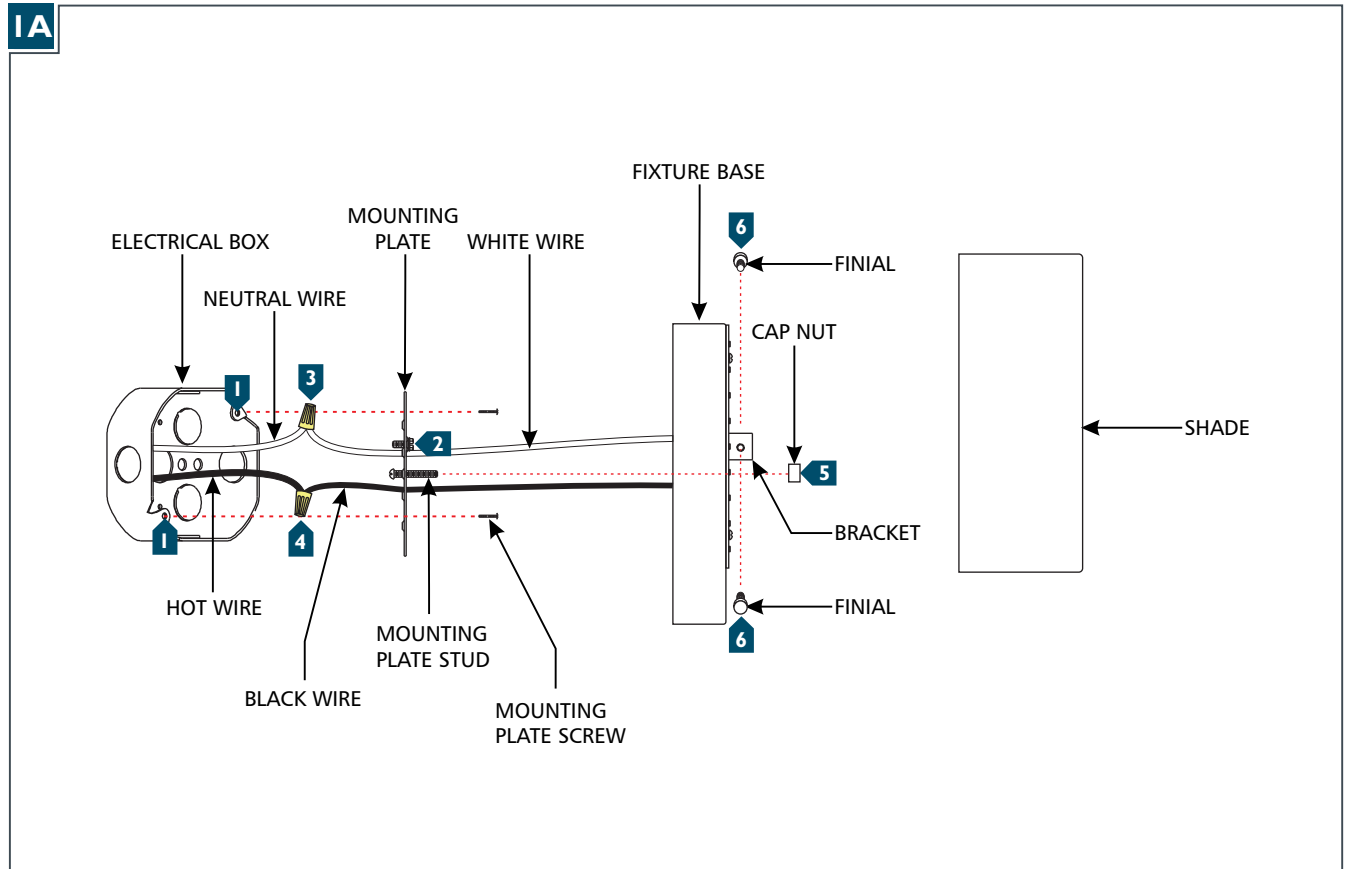 1A
FIXTURE BASE
MOUNTING
PLATE
6
ELECTRICAL BOX
WHITE WIRE
FINIAL
NEUTRAL WIRE
CAP NUT
3
1
2
SHADE
5
BRACKET
1
4
HOT WIRE
FINIAL
MOUNTING
PLATE STUD
6
BLACK WIRE
MOUNTING
PLATE SCREW